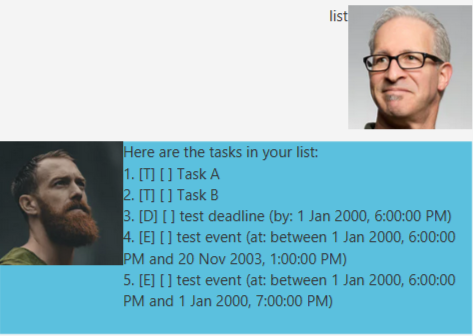 list
Here are the tasks in your list:
1. [T] [ ] Task A
2. [T] [ ] Task B
3. [D] [ ] test deadline (by: 1 Jan 2000, 6:00:00 PM)
4. [E] [ ] test event (at: between 1 Jan 2000, 6:00:00
PM and 20 Nov 2003, 1:00:00 PM)
5. [E] [ ] test event (at: between 1 Jan 2000, 6:00:00
PM and 1 Jan 2000, 7:00:00 PM)